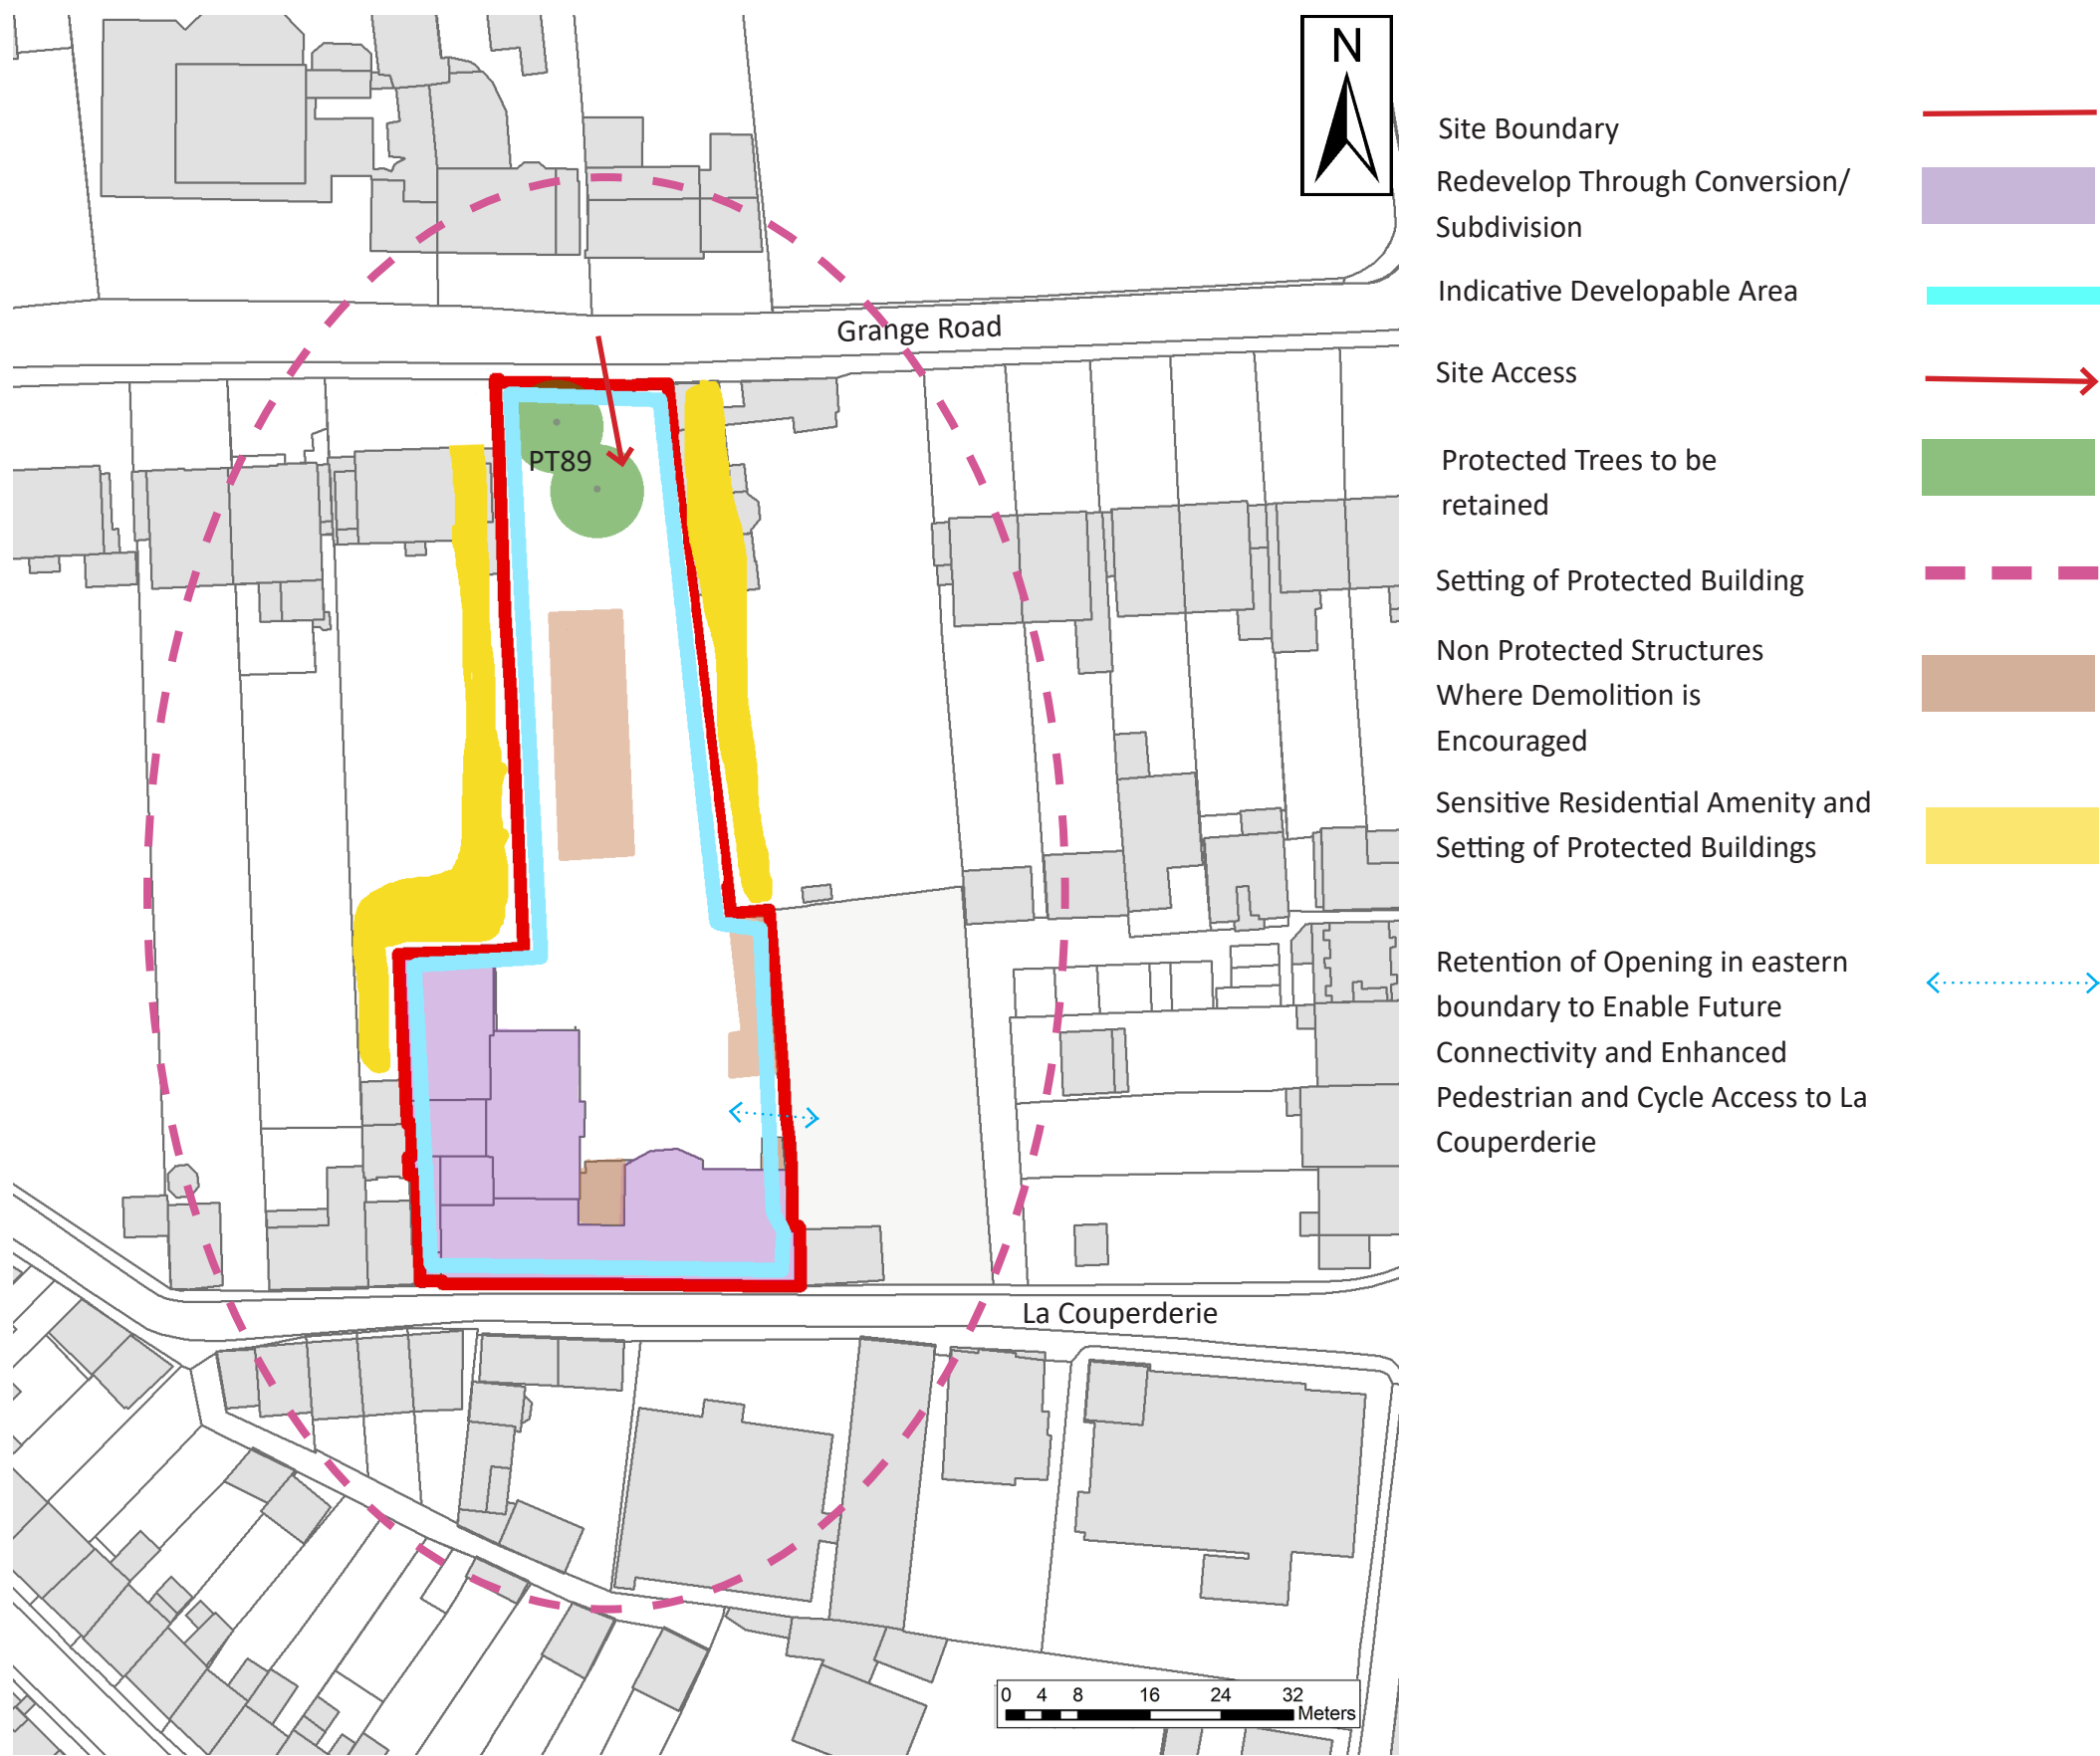 N
Grange Road
PT89
La Couperderie
0 4 8 16 24 32
Meters
Site Boundary
Redevelop Through Conversion/
Subdivision
Indicative Developable Area
Site Access
Protected Trees to be
retained
Setting of Protected Building
Non Protected Structures
Where Demolition is
Encouraged
Sensitive Residential Amenity and
Setting of Protected Buildings
Retention of Opening in eastern
boundary to Enable Future
Connectivity and Enhanced
Pedestrian and Cycle Access to La
Couperderie